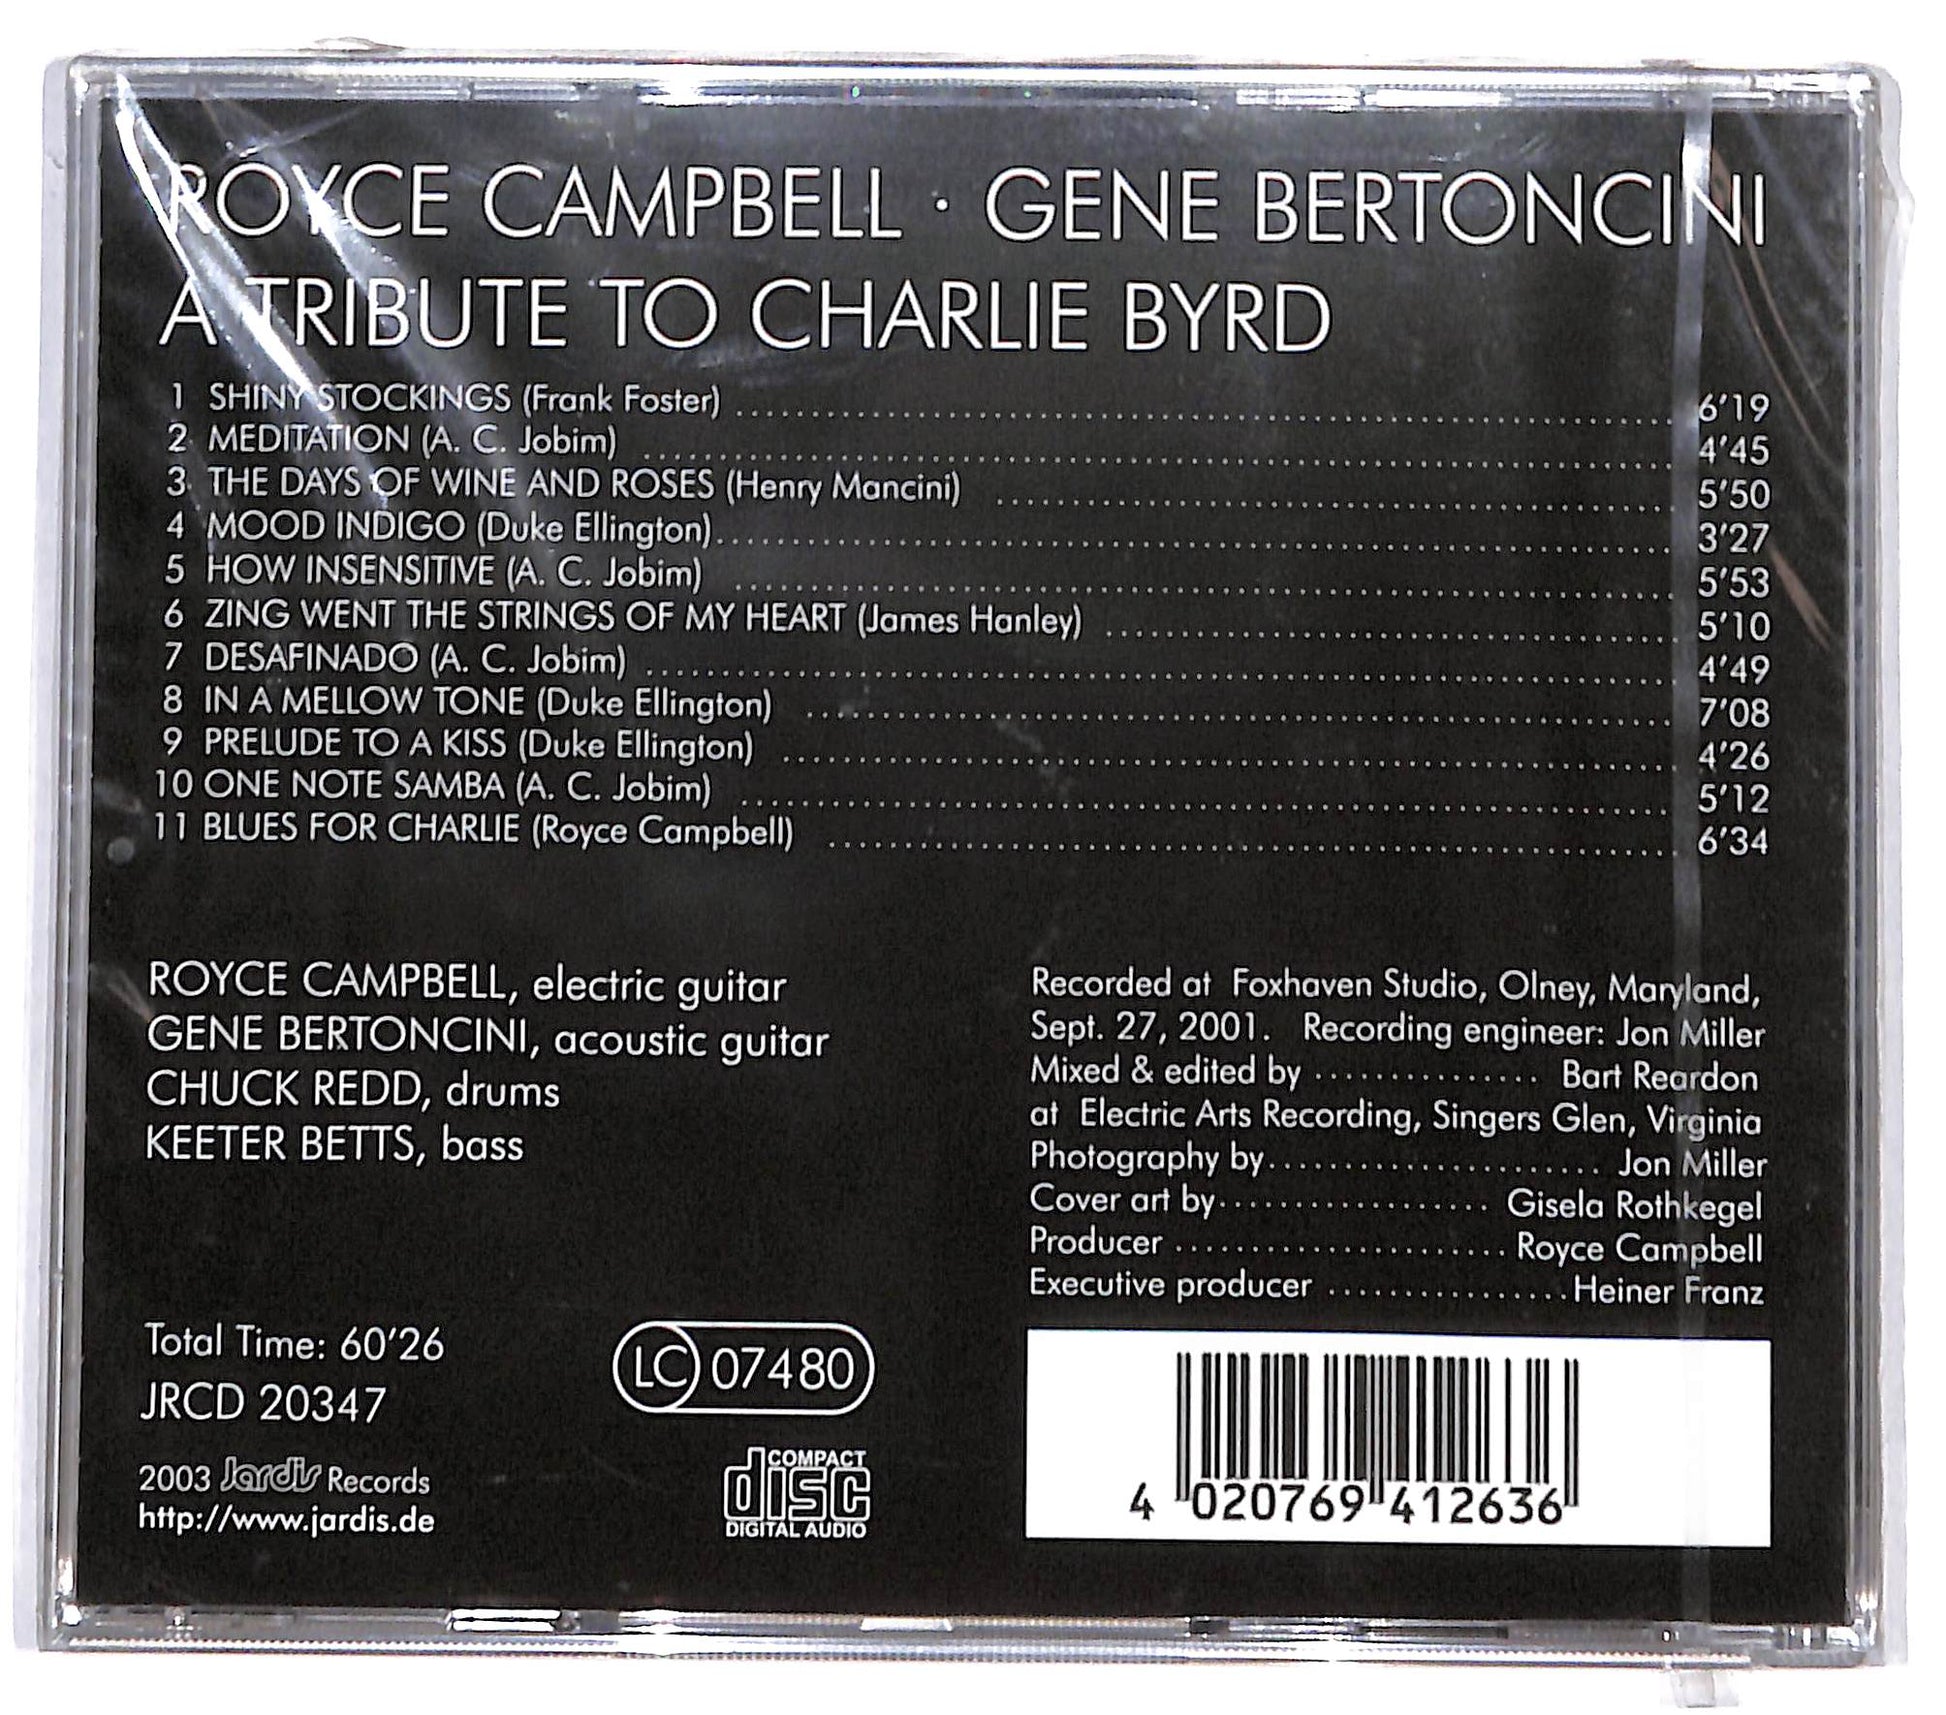 ROYCE CAMPBELL · GENE BERTONCINI
A TRIBUTE TO CHARLIE BYRD
1 SHINY STOCKINGS (Frank Foster) 6'19
2 MEDITATION (A. C. Jobim) 4'45
3 THE DAYS OF WINE AND ROSES (Henry Mancini) 5'50
4 MOOD INDIGO (Duke Ellington) 3'27
5 HOW INSENSITIVE (A. C. Jobim) 5'53
6 ZING WENT THE STRINGS OF MY HEART (James Hanley) 5'10
7 DESAFINADO (A. C. Jobim) 4'49
8 IN A MELLOW TONE (Duke Ellington) 7'08
9 PRELUDE TO A KISS (Duke Ellington) 4'26
10 ONE NOTE SAMBA (A. C. Jobim) 5'12
11 BLUES FOR CHARLIE (Royce Campbell) 6'34
ROYCE CAMPBELL, electric guitar
GENE BERTONCINI, acoustic guitar
CHUCK REDD, drums
KEETER BETTS, bass
Recorded at Foxhaven Studio, Olney, Maryland,
Sept. 27, 2001. Recording engineer: Jon Miller
Mixed & edited by Bart Reardon
at Electric Arts Recording, Singers Glen, Virginia
Photography by Jon Miller
Cover art by Gisela Rothkegel
Producer Royce Campbell
Executive producer Heiner Franz
Total Time: 60'26
JRCD 20347
2003 Jardis Records
http://www.jardis.de
LC 07480
COMPACT
disc
DIGITAL AUDIO
4 020769 412636